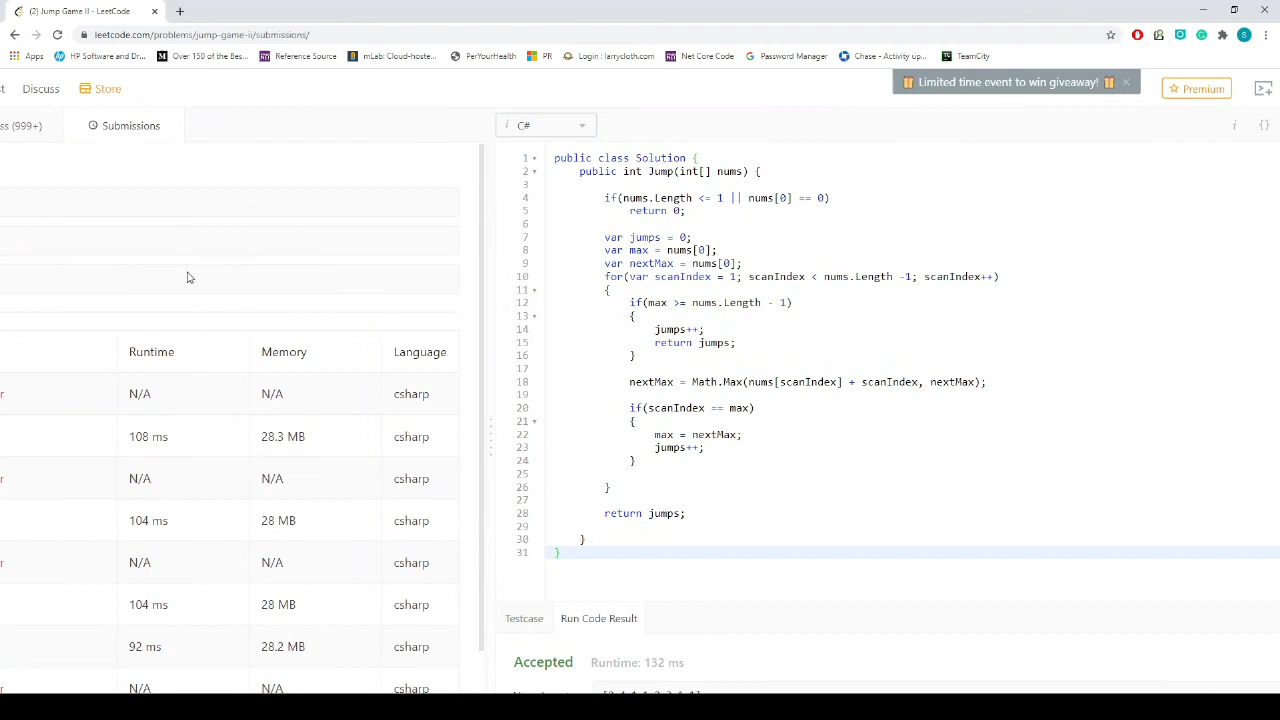 (2) Jump Game II - LeetCode
leetcode.com/problems/jump-game-ii/submissions/
Apps HP Software and Dr... Over 150 of the Bes... Reference Source mLab: Cloud-hoste... PerYourHealth PR Login : larrycloth.com Net Core Code Password Manager Chase - Activity up... TeamCity
st Discuss Store Limited time event to win giveaway! Premium
ss (999+) Submissions C#
1 public class Solution {
2 public int Jump(int[] nums) {
3
4 if(nums.Length <= 1 || nums[0] == 0)
5 return 0;
6
7 var jumps = 0;
8 var max = nums[0];
9 var nextMax = nums[0];
10 for(var scanIndex = 1; scanIndex < nums.Length -1; scanIndex++)
11 {
12 if(max >= nums.Length - 1)
13 {
14 jumps++;
15 return jumps;
16 }
17
18 nextMax = Math.Max(nums[scanIndex] + scanIndex, nextMax);
19
20 if(scanIndex == max)
21 {
22 max = nextMax;
23 jumps++;
24 }
25
26 }
27
28 return jumps;
29
30 }
31 }
Runtime Memory Language
r N/A N/A csharp
108 ms 28.3 MB csharp
N/A N/A csharp
104 ms 28 MB csharp
r N/A N/A csharp
104 ms 28 MB csharp
92 ms 28.2 MB csharp
N/A N/A csharp
Testcase Run Code Result
Accepted Runtime: 132 ms